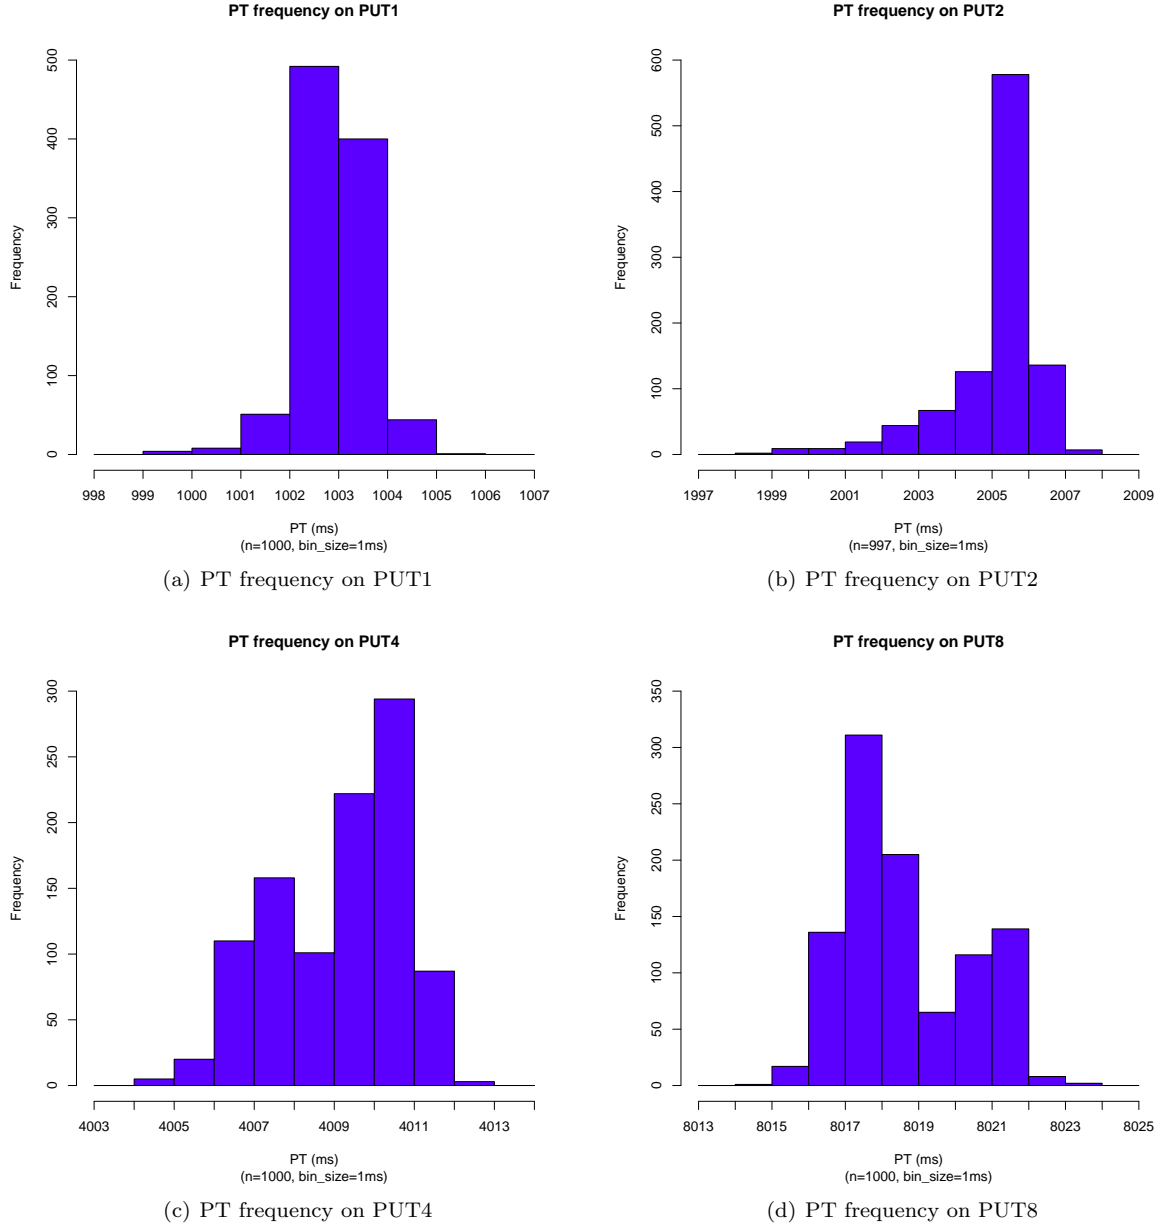 PT frequency on PUT1
Frequency
0 100 200 300 400 500
998 999 1000 1001 1002 1003 1004 1005 1006 1007
PT (ms)
(n=1000, bin_size=1ms)
(a) PT frequency on PUT1
PT frequency on PUT2
Frequency
0 100 200 300 400 500 600
1997 1999 2001 2003 2005 2007 2009
PT (ms)
(n=997, bin_size=1ms)
(b) PT frequency on PUT2
PT frequency on PUT4
Frequency
0 50 100 150 200 250 300
4003 4005 4007 4009 4011 4013
PT (ms)
(n=1000, bin_size=1ms)
(c) PT frequency on PUT4
PT frequency on PUT8
Frequency
0 50 100 150 200 250 300 350
8013 8015 8017 8019 8021 8023 8025
PT (ms)
(n=1000, bin_size=1ms)
(d) PT frequency on PUT8